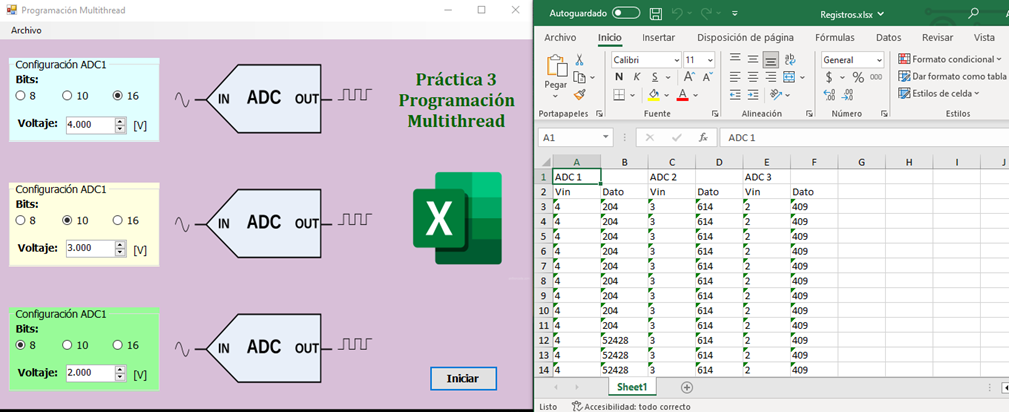 Programación Multithread
Archivo
Configuración ADC1
Bits:
8 10 16
Voltaje: 4.000 [V]
IN ADC OUT
Práctica 3
Programación
Multithread
Configuración ADC1
Bits:
8 10 16
Voltaje: 3.000 [V]
IN ADC OUT
X
Configuración ADC1
Bits:
8 10 16
Voltaje: 2.000 [V]
IN ADC OUT
Iniciar
Autoguardado Registros.xlsx
Archivo Inicio Insertar Disposición de página Fórmulas Datos Revisar Vista
Pegar
Calibri 11
N K S A A
A
ab
General
$ % 000
Formato condicional
Dar formato como tabla
Estilos de celda
Portapapeles Fuente Alineación Número Estilos
A1 fx ADC 1
A B C D E F G H I J
1 ADC 1 ADC 2 ADC 3
2 Vin Dato Vin Dato Vin Dato
3 4 204 3 614 2 409
4 4 204 3 614 2 409
5 4 204 3 614 2 409
6 4 204 3 614 2 409
7 4 204 3 614 2 409
8 4 204 3 614 2 409
9 4 204 3 614 2 409
10 4 204 3 614 2 409
11 4 204 3 614 2 409
12 4 52428 3 614 2 409
13 4 52428 3 614 2 409
14 4 52428 3 614 2 409
Sheet1
Listo Accesibilidad: todo correcto